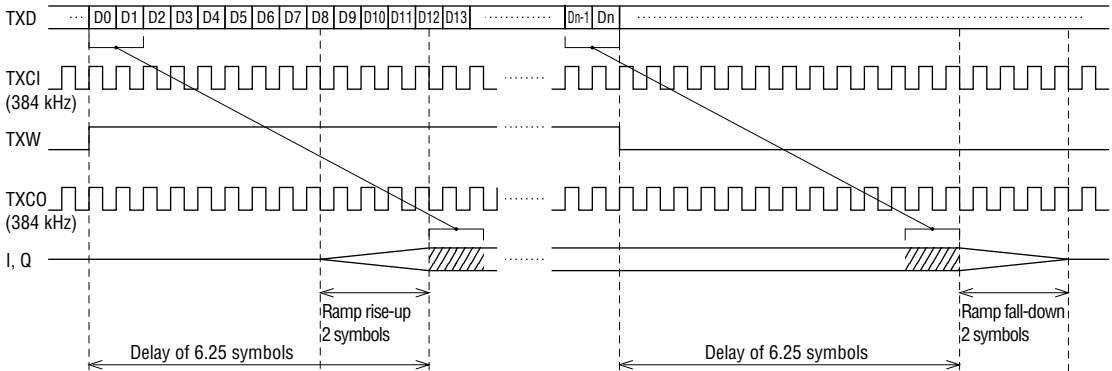 TXD D0 D1 D2 D3 D4 D5 D6 D7 D8 D9 D10 D11 D12 D13 Dn-1 Dn
TXCI
(384 kHz)
TXW
TXCO
(384 kHz)
I, Q
Ramp rise-up
2 symbols
Ramp fall-down
2 symbols
Delay of 6.25 symbols
Delay of 6.25 symbols